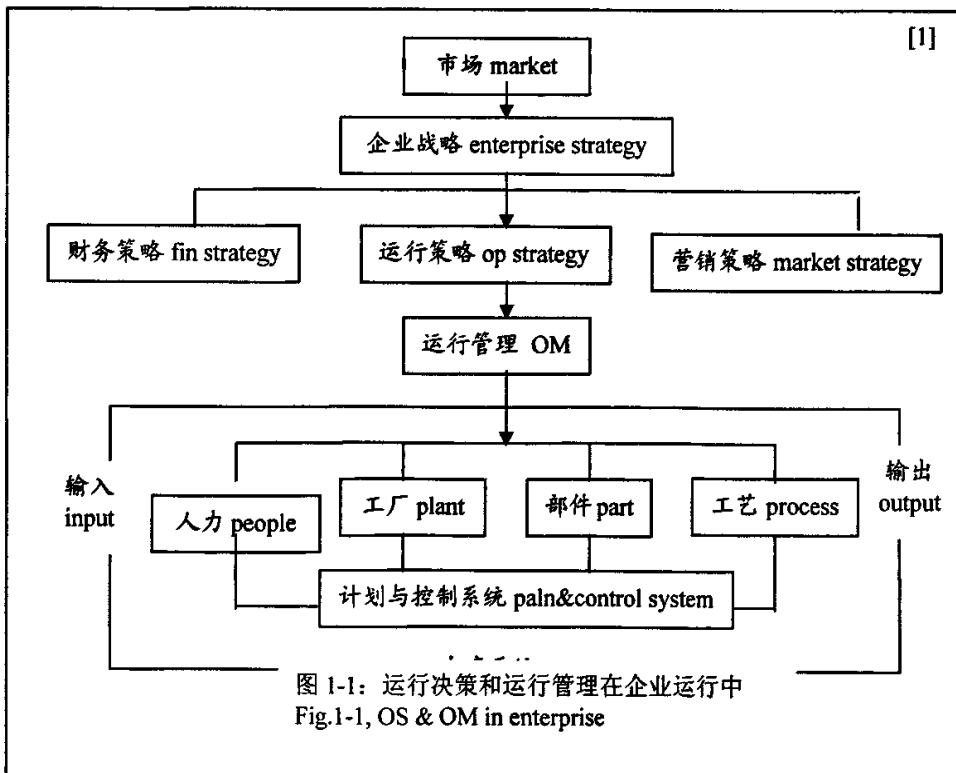 [1]
市场 market
企业战略 enterprise strategy
财务策略 fin strategy
运行策略 op strategy
营销策略 market strategy
运行管理 OM
输入
input
输出
output
人力 people
工厂 plant
部件 part
工艺 process
计划与控制系统 paln&control system
图 1-1：运行决策和运行管理在企业运行中
Fig.1-1, OS & OM in enterprise